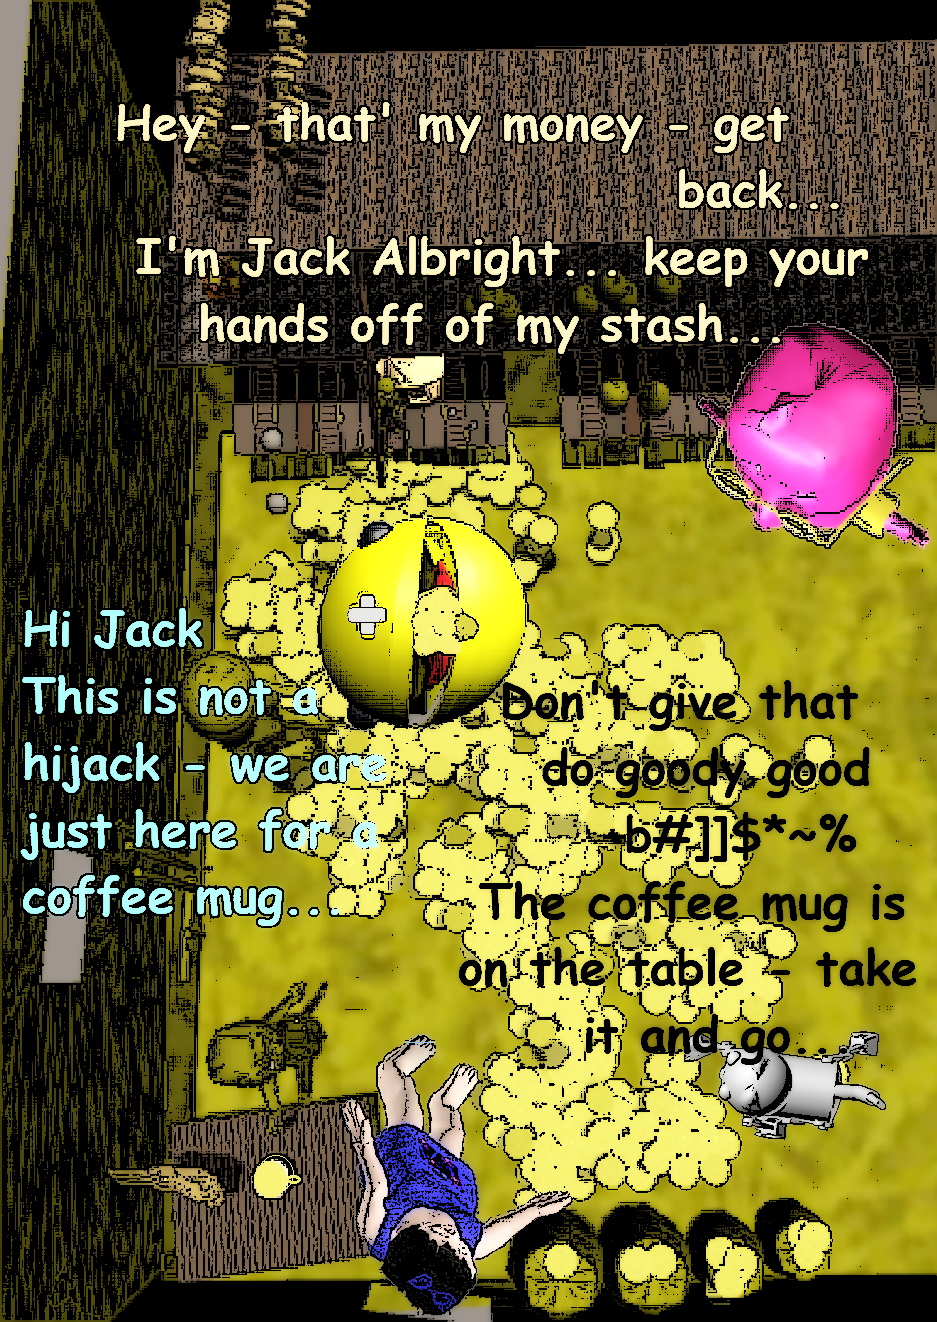 Hey - that' my money - get
back...
I'm Jack Albright... keep your
hands off of my stash...
Hi Jack
This is not a
hijack - we are
just here for a
coffee mug...
Don't give that
do goody good
b#]]$*~%
The coffee mug is
on the table - take
it and go...